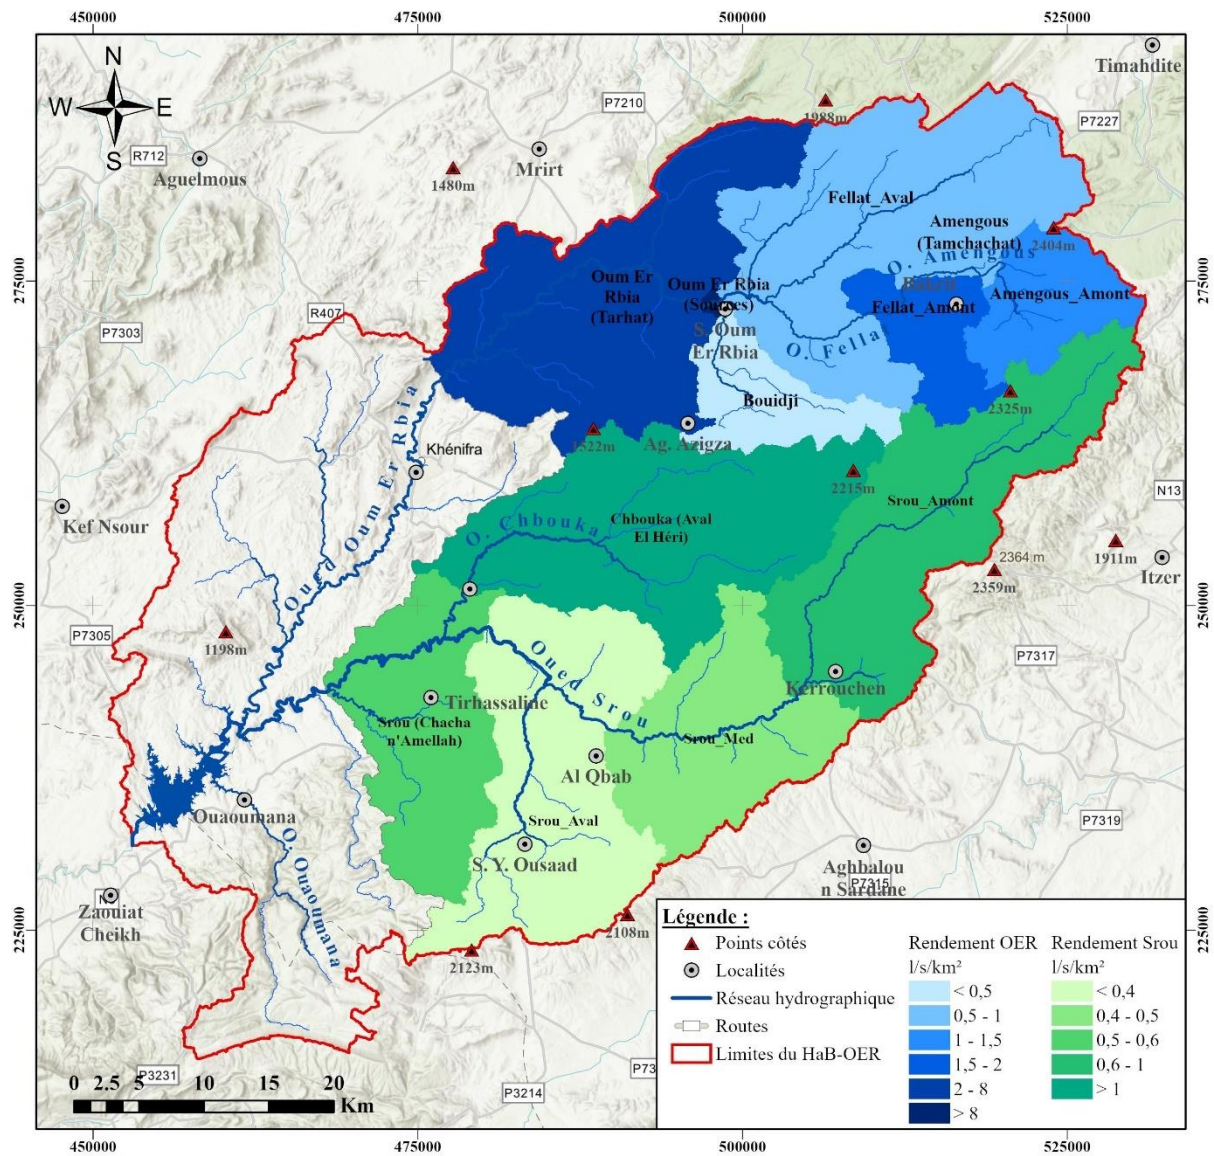 450000
475000
500000
525000
N
W
E
S
Timahdite
P7210
1988m
P7227
R712
Mrirt
Aguelmous
1480m
Fellat_Aval
Amengous
(Tamchachat)
2404m
O. Amengous
275000
275000
Oum Er
Rbia
(Tarhat)
Oum Er Rbia
(Sources)
Bakrit
Amengous_Amont
Fellat_Amont
R407
P7303
S. Oum
Er Rbia
O. Fellat
Bouidji
2325m
1522m
Ag. Azigza
Khénifra
Oued Oum Er Rbia
2215m
N13
Srou_Amont
Kef Nsour
O. Chbouka
Chbouka (Aval
El Héri)
1911m
2364 m
Itzer
2359m
250000
250000
P7305
1198m
P7317
Oued Srou
Kerrouchen
Tirhassaline
Srou (Chacha
n'Amellah)
Srou_Med
Al Qbab
Ouaoumana
Srou_Aval
P7319
O. Ouaoumana
S. Y. Ousaad
Aghbalou
n Sardane
P7315
N
Zaouiat
Cheikh
2108m
225000
225000
2123m
Légende :
Points côtés
Localités
Réseau hydrographique
Routes
Limites du HaB-OER
Rendement OER
l/s/km²
< 0,5
0,5 - 1
1 - 1,5
1,5 - 2
2 - 8
> 8
Rendement Srou
l/s/km²
< 0,4
0,4 - 0,5
0,5 - 0,6
0,6 - 1
> 1
P3231
P73
P3214
0 2.5 5 10 15 20
Km
450000
475000
500000
525000